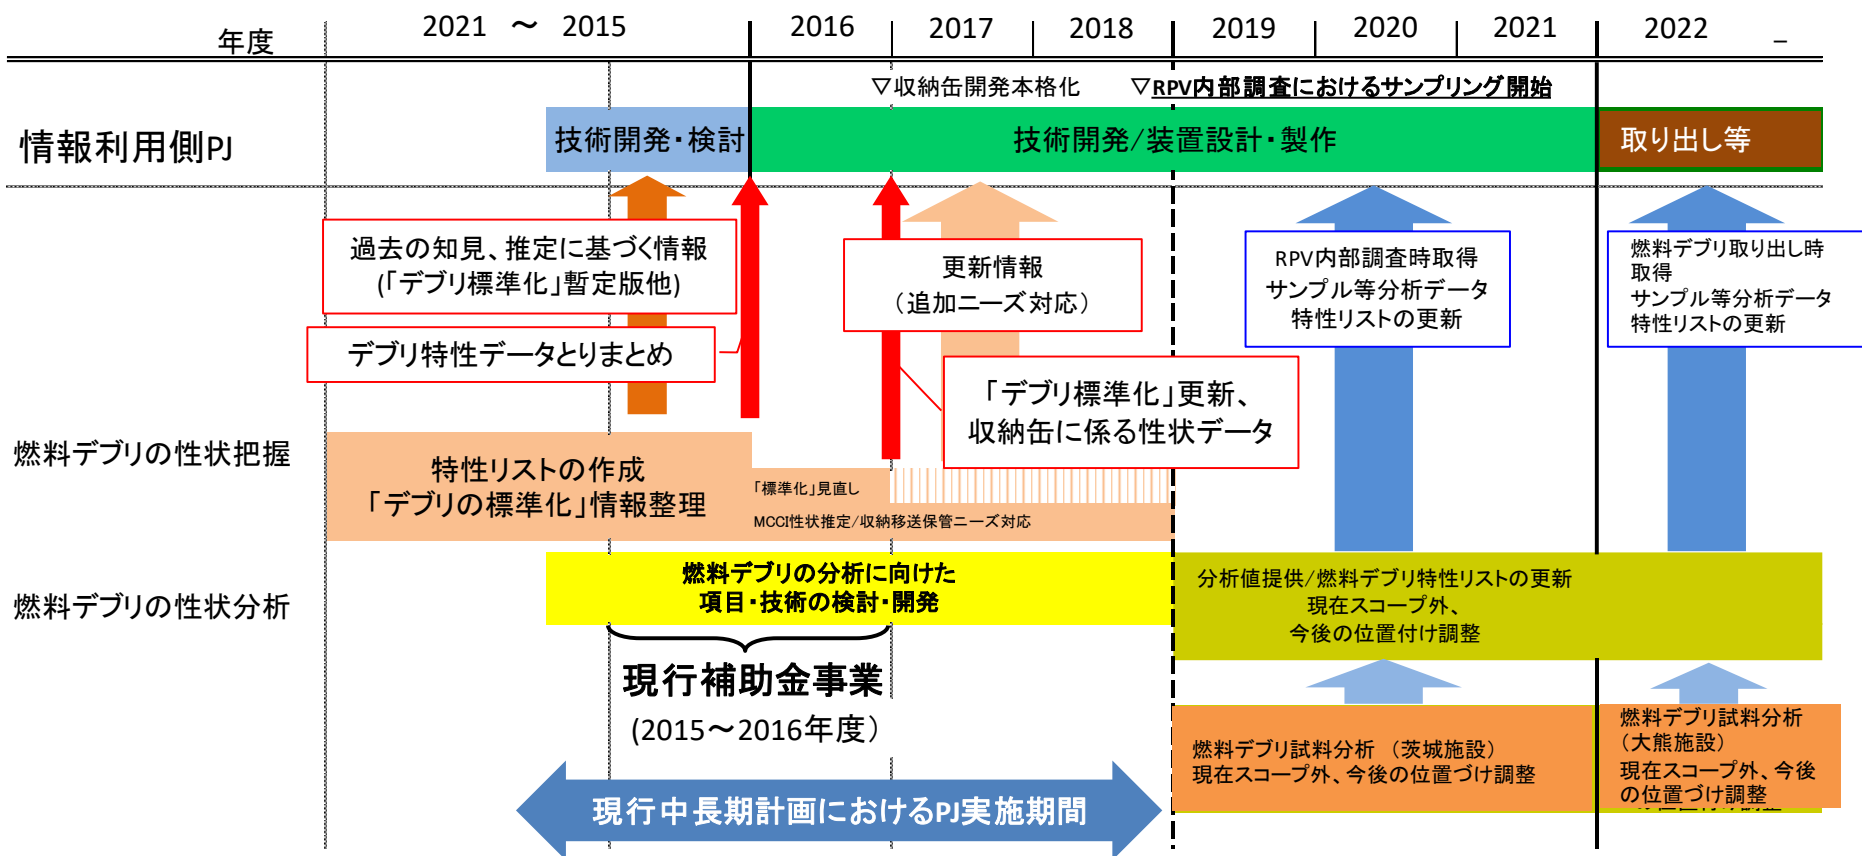 年度
2021 ～ 2015
2016
2017
2018
2019
2020
2021
2022
_
▽収納缶開発本格化
▽RPV内部調査におけるサンプリング開始
情報利用側PJ
技術開発・検討
技術開発/装置設計・製作
取り出し等
過去の知見、推定に基づく情報
(「デブリ標準化」暫定版他)
デブリ特性データとりまとめ
更新情報
（追加ニーズ対応）
「デブリ標準化」更新、
収納缶に係る性状データ
RPV内部調査時取得
サンプル等分析データ
特性リストの更新
燃料デブリ取り出し時
取得
サンプル等分析データ
特性リストの更新
燃料デブリの性状把握
特性リストの作成
「デブリの標準化」情報整理
「標準化」見直し
MCCI性状推定/収納移送保管ニーズ対応
燃料デブリの性状分析
燃料デブリの分析に向けた
項目・技術の検討・開発
分析値提供/燃料デブリ特性リストの更新
現在スコープ外、
今後の位置付け調整
現行補助金事業
(2015～2016年度）
燃料デブリ試料分析 （茨城施設）
現在スコープ外、今後の位置づけ調整
燃料デブリ試料分析
（大熊施設）
現在スコープ外、今後
の位置づけ調整
現行中長期計画におけるPJ実施期間